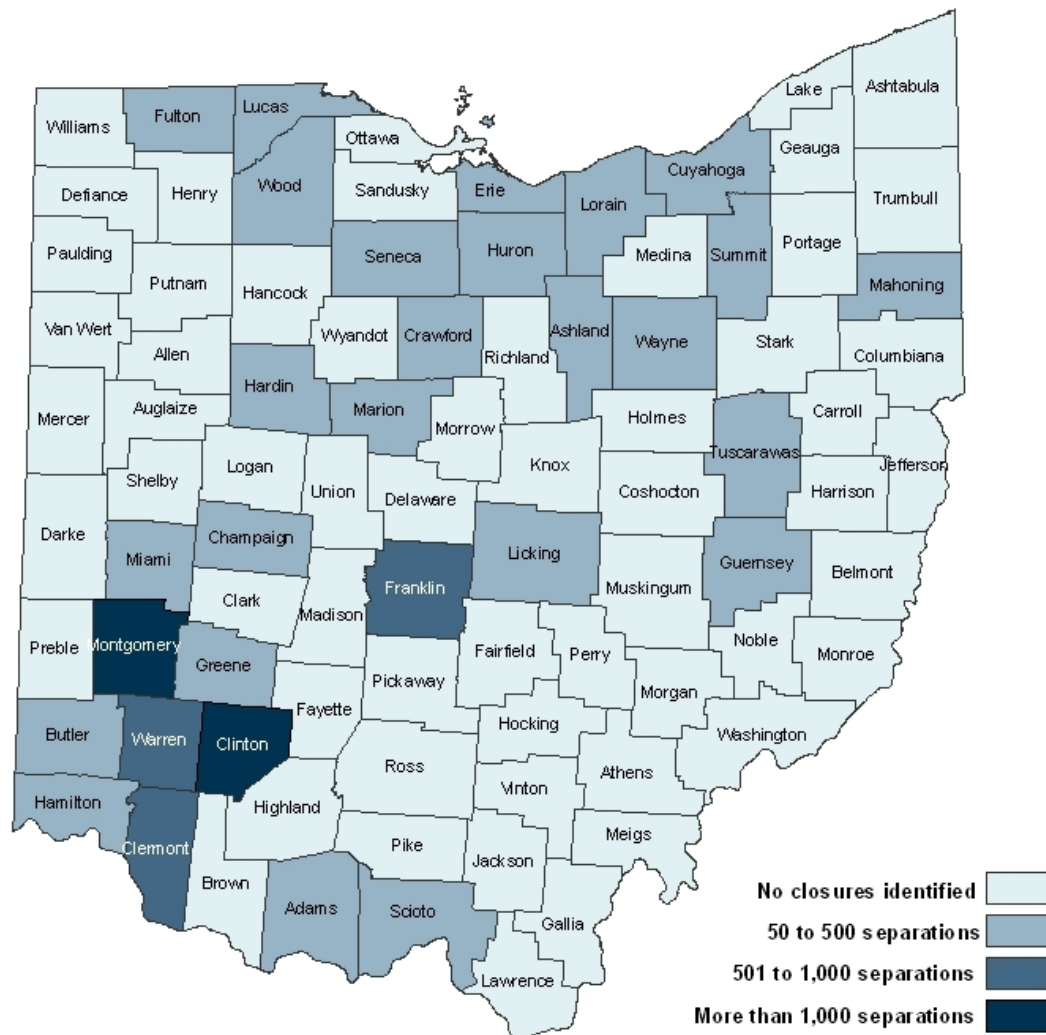 Lake
Ashtabula
Lucas
Fulton
Williams
Ottawa
Geauga
Cuyahoga
Wood
Henry
Defiance
Sandusky
Erie
Lorain
Trumbull
Portage
Paulding
Seneca
Huron
Medina
Summit
Putnam
Hancock
Mahoning
Van Wert
Wyandot
Crawford
Ashland
Wayne
Stark
Allen
Richland
Columbiana
Hardin
Mercer
Auglaize
Marion
Morrow
Holmes
Carroll
Tuscarawas
Logan
Knox
Jefferson
Shelby
Union
Delaware
Coshocton
Harrison
Darke
Champaign
Miami
Licking
Guernsey
Belmont
Franklin
Muskingum
Clark
Madison
Noble
Preble
Montgomery
Fairfield
Perry
Monroe
Greene
Pickaway
Morgan
Fayette
Hocking
Washington
Butler
Warren
Clinton
Ross
Athens
Vinton
Hamilton
Highland
Meigs
Clermont
Pike
Jackson
Brown
Adams
Scioto
Gallia
Lawrence
No closures identified
50 to 500 separations
501 to 1,000 separations
More than 1,000 separations